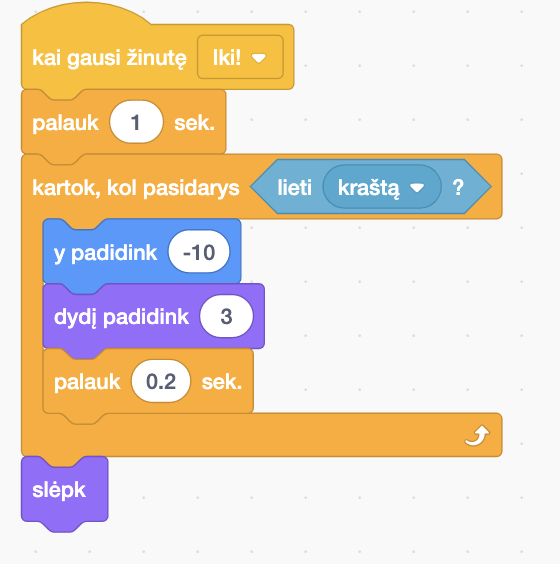 kai gausi žinutę Iki!
palauk 1 sek.
kartok, kol pasidarys lieti kraštą ?
y padidink -10
dydį padidink 3
palauk 0.2 sek.
slėpk